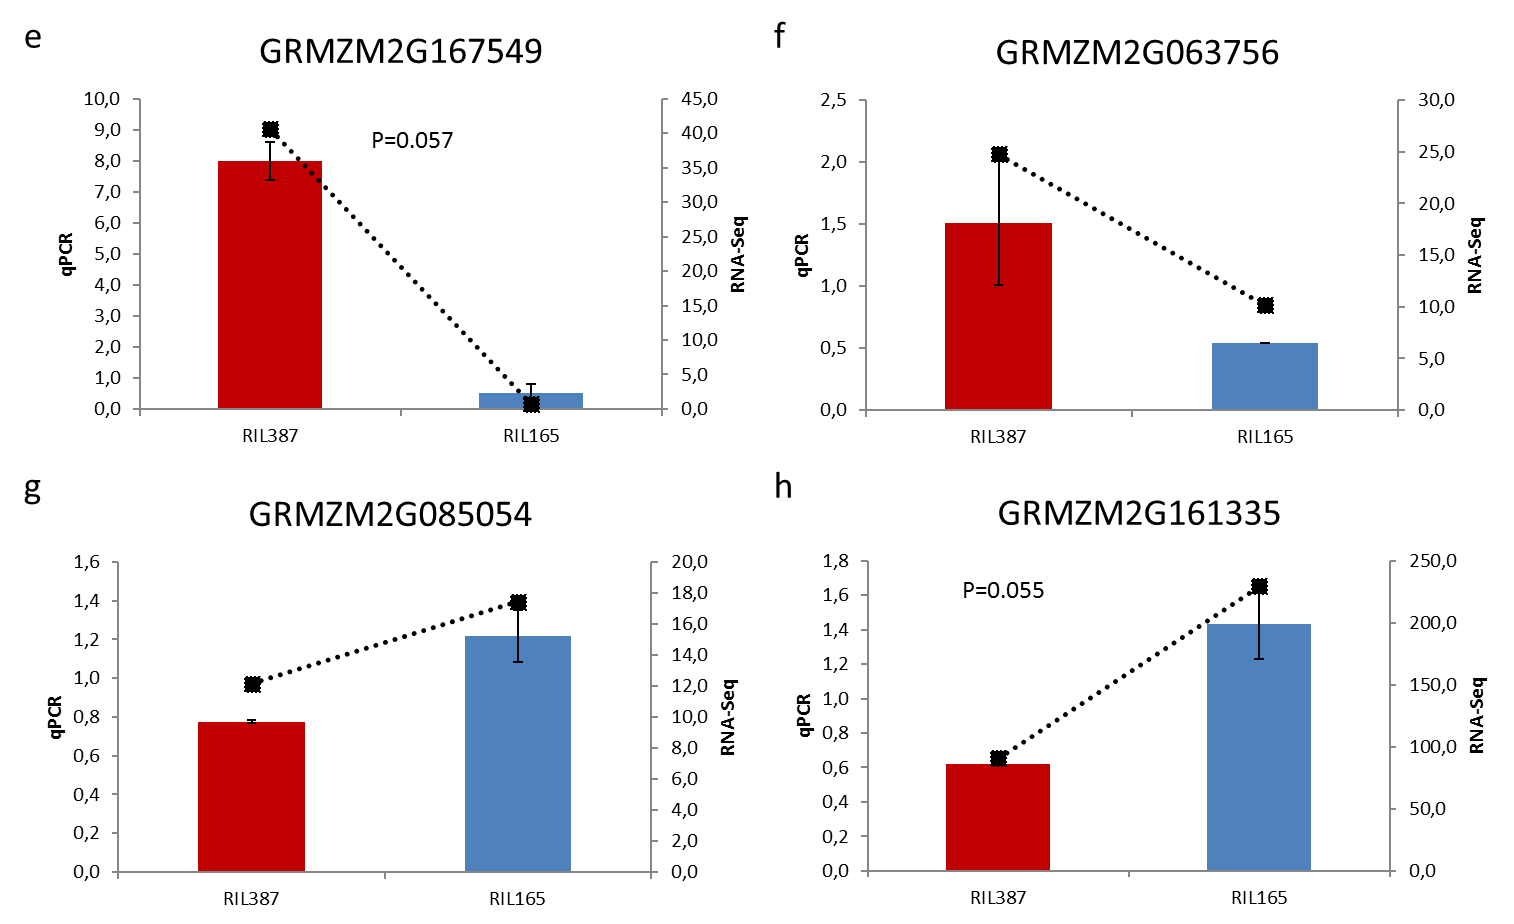 e
GRMZM2G167549
10,0
9,0
8,0
7,0
6,0
5,0
4,0
3,0
2,0
1,0
0,0
qPCR
P=0.057
45,0
40,0
35,0
30,0
25,0
20,0
15,0
10,0
5,0
0,0
RNA-Seq
RIL387
RIL165
f
GRMZM2G063756
2,5
2,0
1,5
1,0
0,5
0,0
qPCR
30,0
25,0
20,0
15,0
10,0
5,0
0,0
RNA-Seq
RIL387
RIL165
g
GRMZM2G085054
1,6
1,4
1,2
1,0
0,8
0,6
0,4
0,2
0,0
qPCR
20,0
18,0
16,0
14,0
12,0
10,0
8,0
6,0
4,0
2,0
0,0
RNA-Seq
RIL387
RIL165
h
GRMZM2G161335
1,8
1,6
1,4
1,2
1,0
0,8
0,6
0,4
0,2
0,0
qPCR
P=0.055
250,0
200,0
150,0
100,0
50,0
0,0
RNA-Seq
RIL387
RIL165